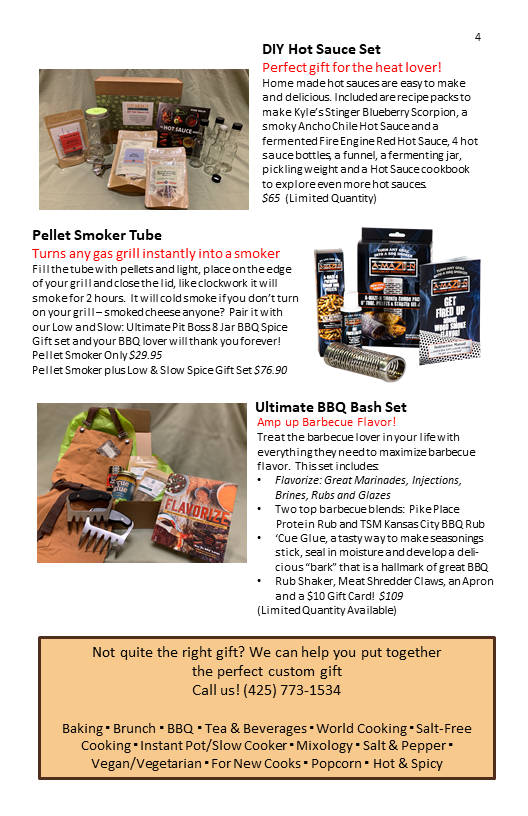 4
DIY Hot Sauce Set
Perfect gift for the heat lover!
Home made hot sauces are easy to make
and delicious. Included are recipe packs to
make Kyle's Stinger Blueberry Scorpion, a
smoky Ancho Chile Hot Sauce and a
fermented Fire Engine Red Hot Sauce, 4 hot
sauce bottles, a funnel, a fermenting jar,
pickling weight and a Hot Sauce cookbook
to explore even more hot sauces.
$65 (Limited Quantity)
HOT SAUCE
Pellet Smoker Tube
Turns any gas grill instantly into a smoker
Fill the tube with pellets and light, place on the edge
of your grill and close the lid, like clockwork it will
smoke for 2 hours. It will cold smoke if you don't turn
on your grill – smoked cheese anyone? Pair it with
our Low and Slow: Ultimate Pit Boss 8 Jar BBQ Spice
Gift set and your BBQ lover will thank you forever!
Pellet Smoker Only $29.95
Pellet Smoker plus Low & Slow Spice Gift Set $76.90
TURN ANY GRILL
INTO A BBQ SMOKER
A-MAZE-N
A-MAZE-N
GET
FIRED UP
Ultimate BBQ Bash Set
Amp up Barbecue Flavor!
Treat the barbecue lover in your life with
everything they need to maximize barbecue
flavor. This set includes:
• Flavorize: Great Marinades, Injections,
Brines, Rubs and Glazes
• Two top barbecue blends: Pike Place
Protein Rub and TSM Kansas City BBQ Rub
• 'Cue Glue, a tasty way to make seasonings
stick, seal in moisture and develop a deli-
cious "bark" that is a hallmark of great BBQ
• Rub Shaker, Meat Shredder Claws, an Apron
and a $10 Gift Card! $109
(Limited Quantity Available)
cue glue
FLAVORIZE
Not quite the right gift? We can help you put together
the perfect custom gift
Call us! (425) 773-1534
Baking ▪ Brunch ▪ BBQ ▪ Tea & Beverages ▪ World Cooking ▪ Salt-Free
Cooking ▪ Instant Pot/Slow Cooker ▪ Mixology ▪ Salt & Pepper ▪
Vegan/Vegetarian ▪ For New Cooks ▪ Popcorn ▪ Hot & Spicy